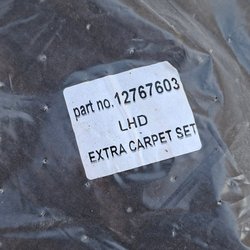 part no.12767603
LHD
EXTRA CARPET SET